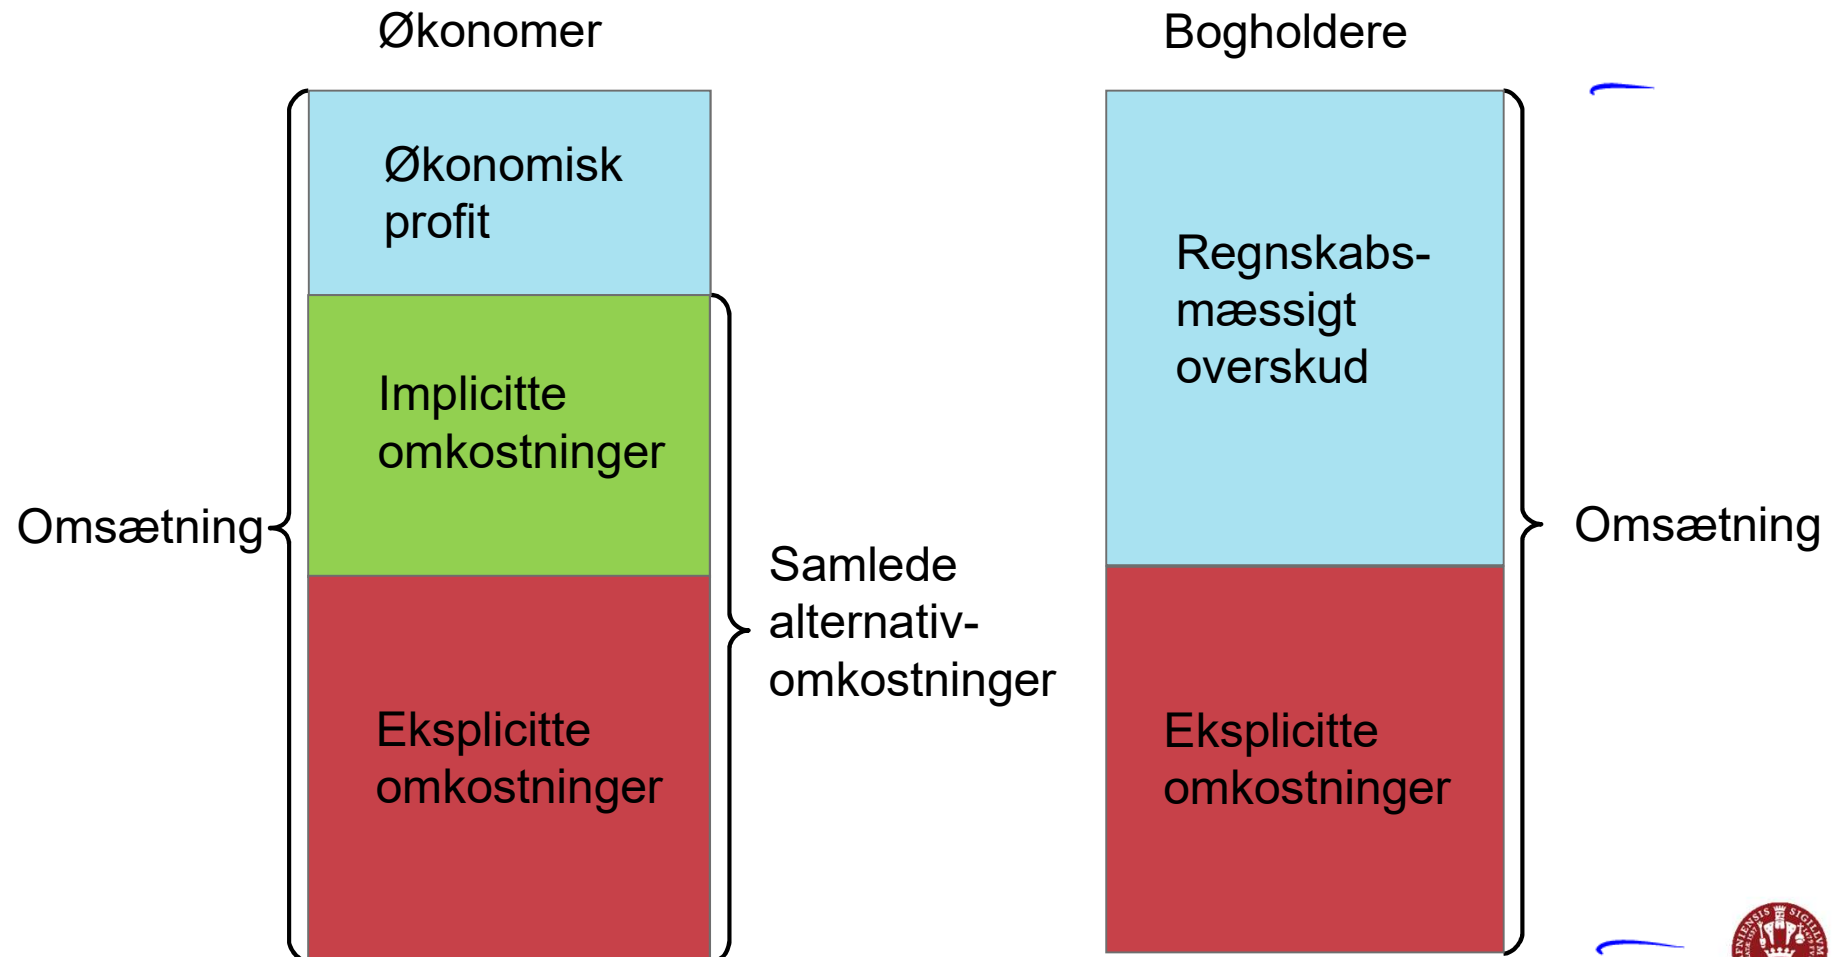 Økonomer
Bogholdere
Økonomisk
profit
Implicitte
omkostninger
Omsætning
Samlede
alternativ-
omkostninger
Eksplicitte
omkostninger
Regnskabs-
mæssigt
overskud
Omsætning
Eksplicitte
omkostninger